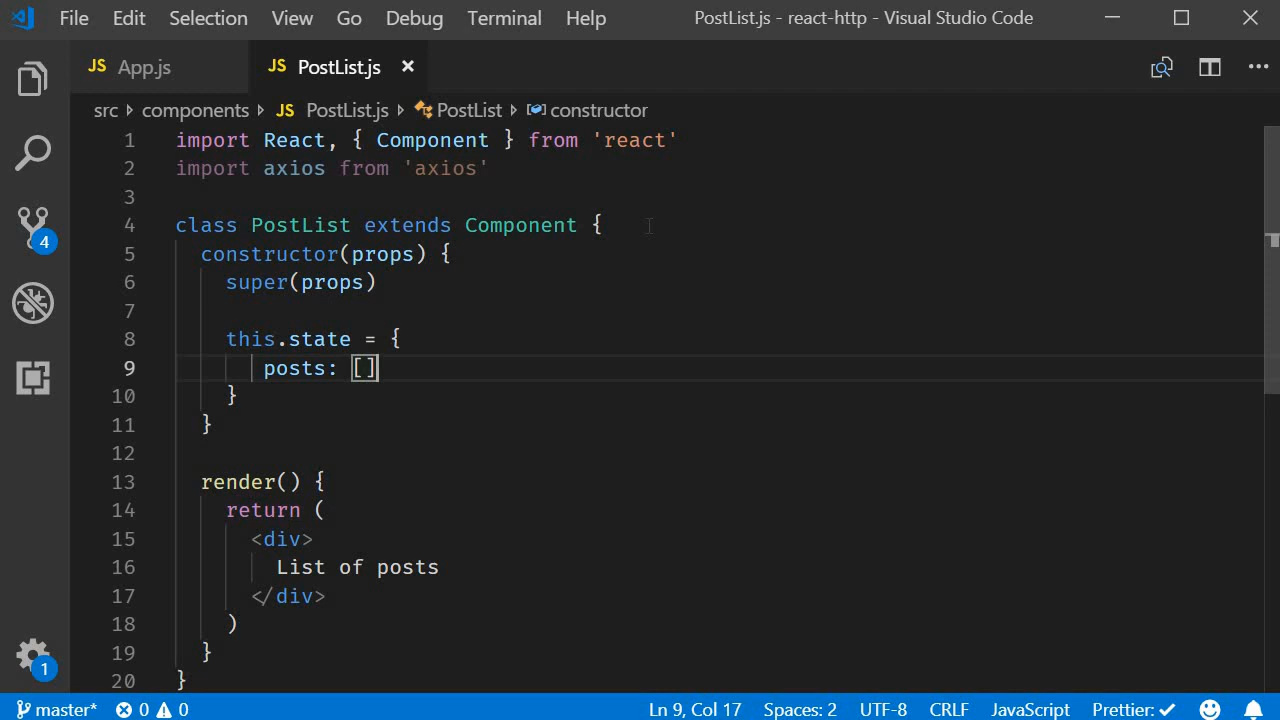 File Edit Selection View Go Debug Terminal Help PostList.js - react-http - Visual Studio Code
JS App.js JS PostList.js ×
src components JS PostList.js PostList constructor
1 import React, { Component } from 'react'
2 import axios from 'axios'
3
4 class PostList extends Component {
5 constructor(props) {
6 super(props)
7
8 this.state = {
9 posts: []
10 }
11 }
12
13 render() {
14 return (
15 <div>
16 List of posts
17 </div>
18 )
19 }
20 }
4
1
master* 0 0 Ln 9, Col 17 Spaces: 2 UTF-8 CRLF JavaScript Prettier: ✓